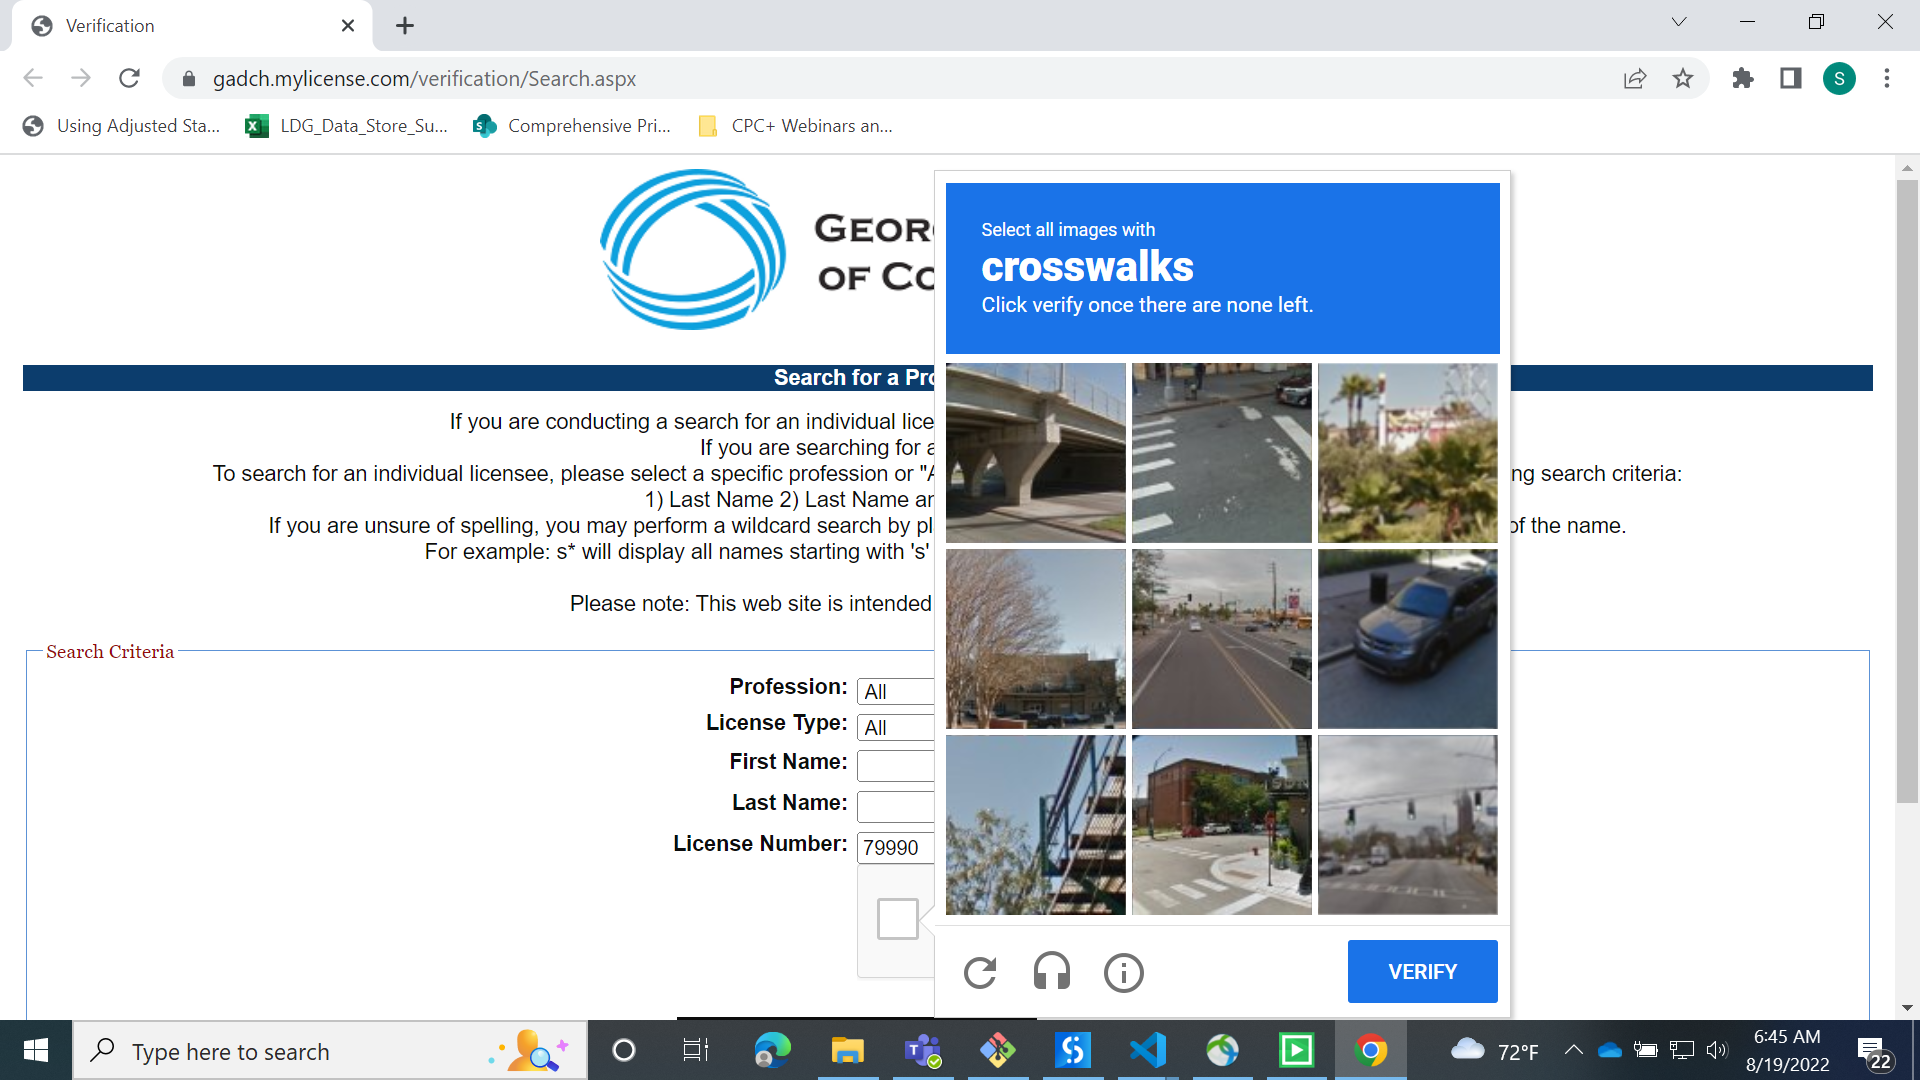 Verification
gadch.mylicense.com/verification/Search.aspx
S
Using Adjusted Sta...
LDG_Data_Store_Su...
Comprehensive Pri...
CPC+ Webinars an...
GEOR
OF CO
Select all images with
crosswalks
Click verify once there are none left.
Search for a Pro
If you are conducting a search for an individual lice
If you are searching for a
To search for an individual licensee, please select a specific profession or "A
ng search criteria:
1) Last Name 2) Last Name an
If you are unsure of spelling, you may perform a wildcard search by pl
of the name.
For example: s* will display all names starting with 's'
Please note: This web site is intended
Search Criteria
Profession: All
License Type: All
First Name:
Last Name:
License Number: 79990
VERIFY
Type here to search
72°F
6:45 AM
8/19/2022
22